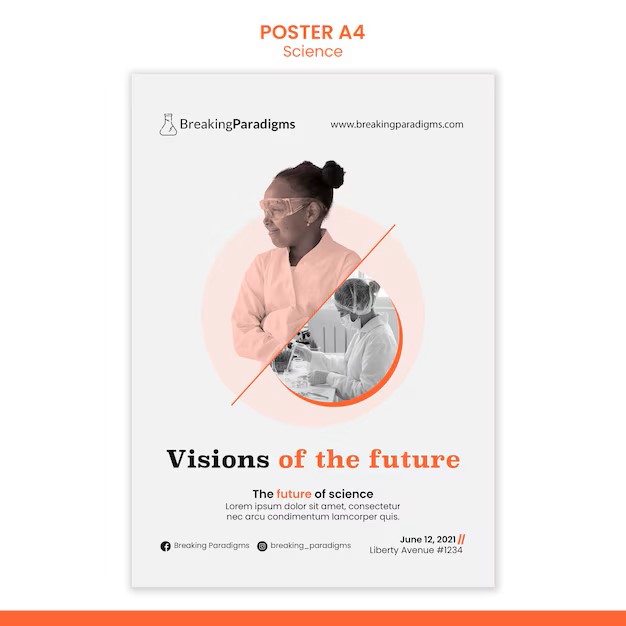 POSTER A4
Science
BreakingParadigms
www.breakingparadigms.com
Visions of the future
The future of science
Lorem ipsum dolor sit amet, consectetur
nec arcu condimentum lamcorper quis.
Breaking Paradigms
breaking_paradigms
June 12, 2021 //
Liberty Avenue #1234